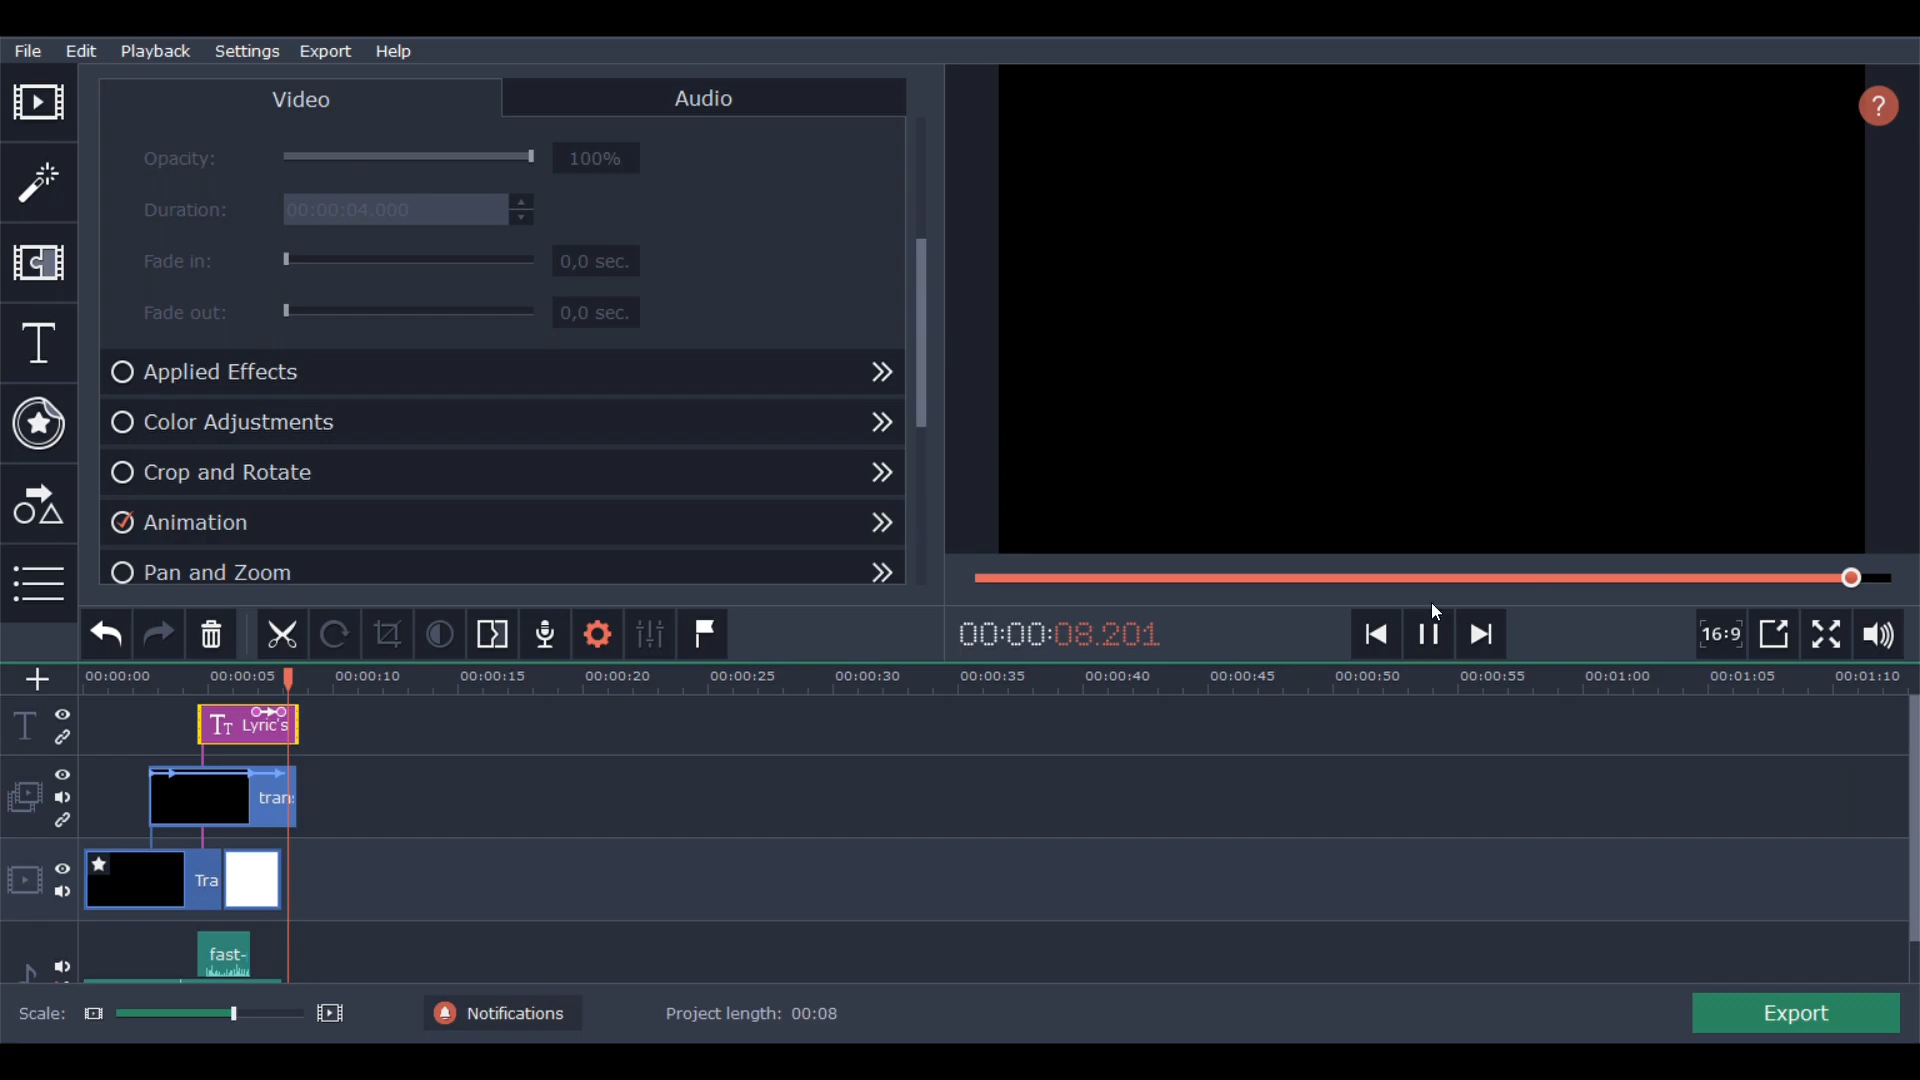 File Edit Playback Settings Export Help
Video Audio
Opacity: 100%
Duration: 00:00:04.000
Fade in: 0,0 sec.
Fade out: 0,0 sec.
Applied Effects
Color Adjustments
Crop and Rotate
Animation
Pan and Zoom
?
00:00:08.201
16:9
00:00:00 00:00:05 00:00:10 00:00:15 00:00:20 00:00:25 00:00:30 00:00:35 00:00:40 00:00:45 00:00:50 00:00:55 00:01:00 00:01:05 00:01:10
Lyric's
tran
Tra
fast-
Scale: Notifications Project length: 00:08 Export